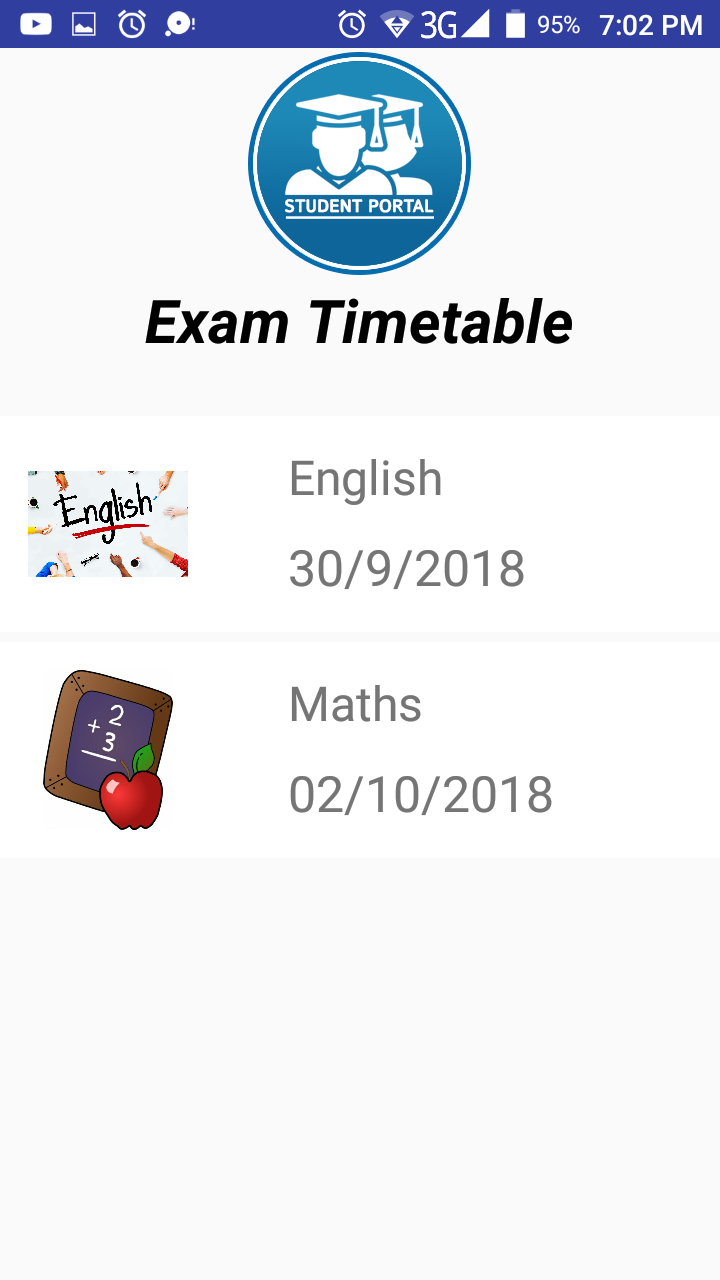 3G 95% 7:02 PM
STUDENT PORTAL
Exam Timetable
English
English
30/9/2018
+ 2
3
Maths
02/10/2018